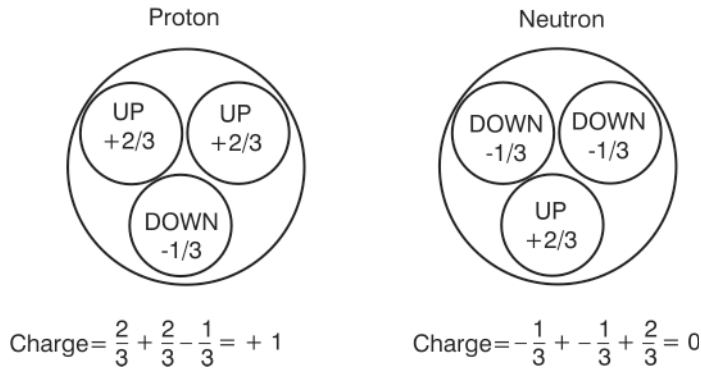 Proton
UP
+2/3
UP
+2/3
DOWN
-1/3
Charge= 2/3 + 2/3 - 1/3 = + 1
Neutron
DOWN
-1/3
DOWN
-1/3
UP
+2/3
Charge= - 1/3 + - 1/3 + 2/3 = 0